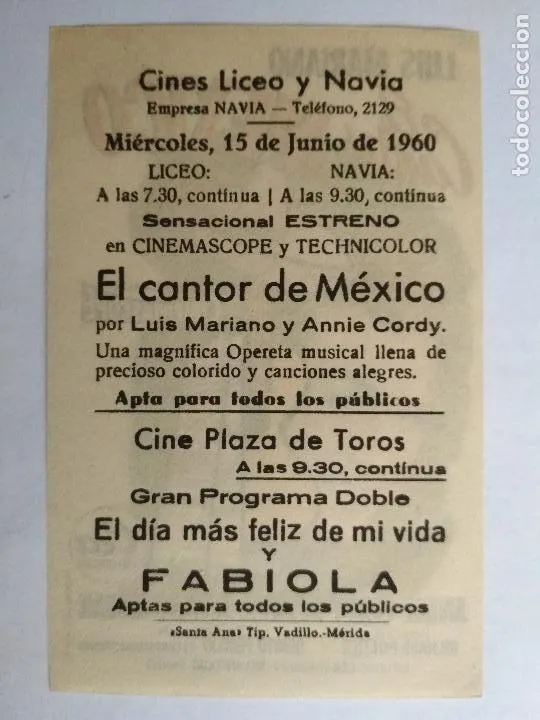 Cines Liceo y Navia
Empresa NAVIA — Teléfono, 2129
Miércoles, 15 de Junio de 1960
LICEO: NAVIA:
A las 7.30, contínua | A las 9.30, contínua
Sensacional ESTRENO
en CINEMASCOPE y TECHNICOLOR
El cantor de México
por Luis Mariano y Annie Cordy.
Una magnífica Opereta musical llena de
precioso colorido y canciones alegres.
Apta para todos los públicos
Cine Plaza de Toros
A las 9.30, contínua
Gran Programa Doble
El día más feliz de mi vida
Y
FABIOLA
Aptas para todos los públicos
«Santa Ana» Tip. Vadillo.-Mérida
todocoleccion.net